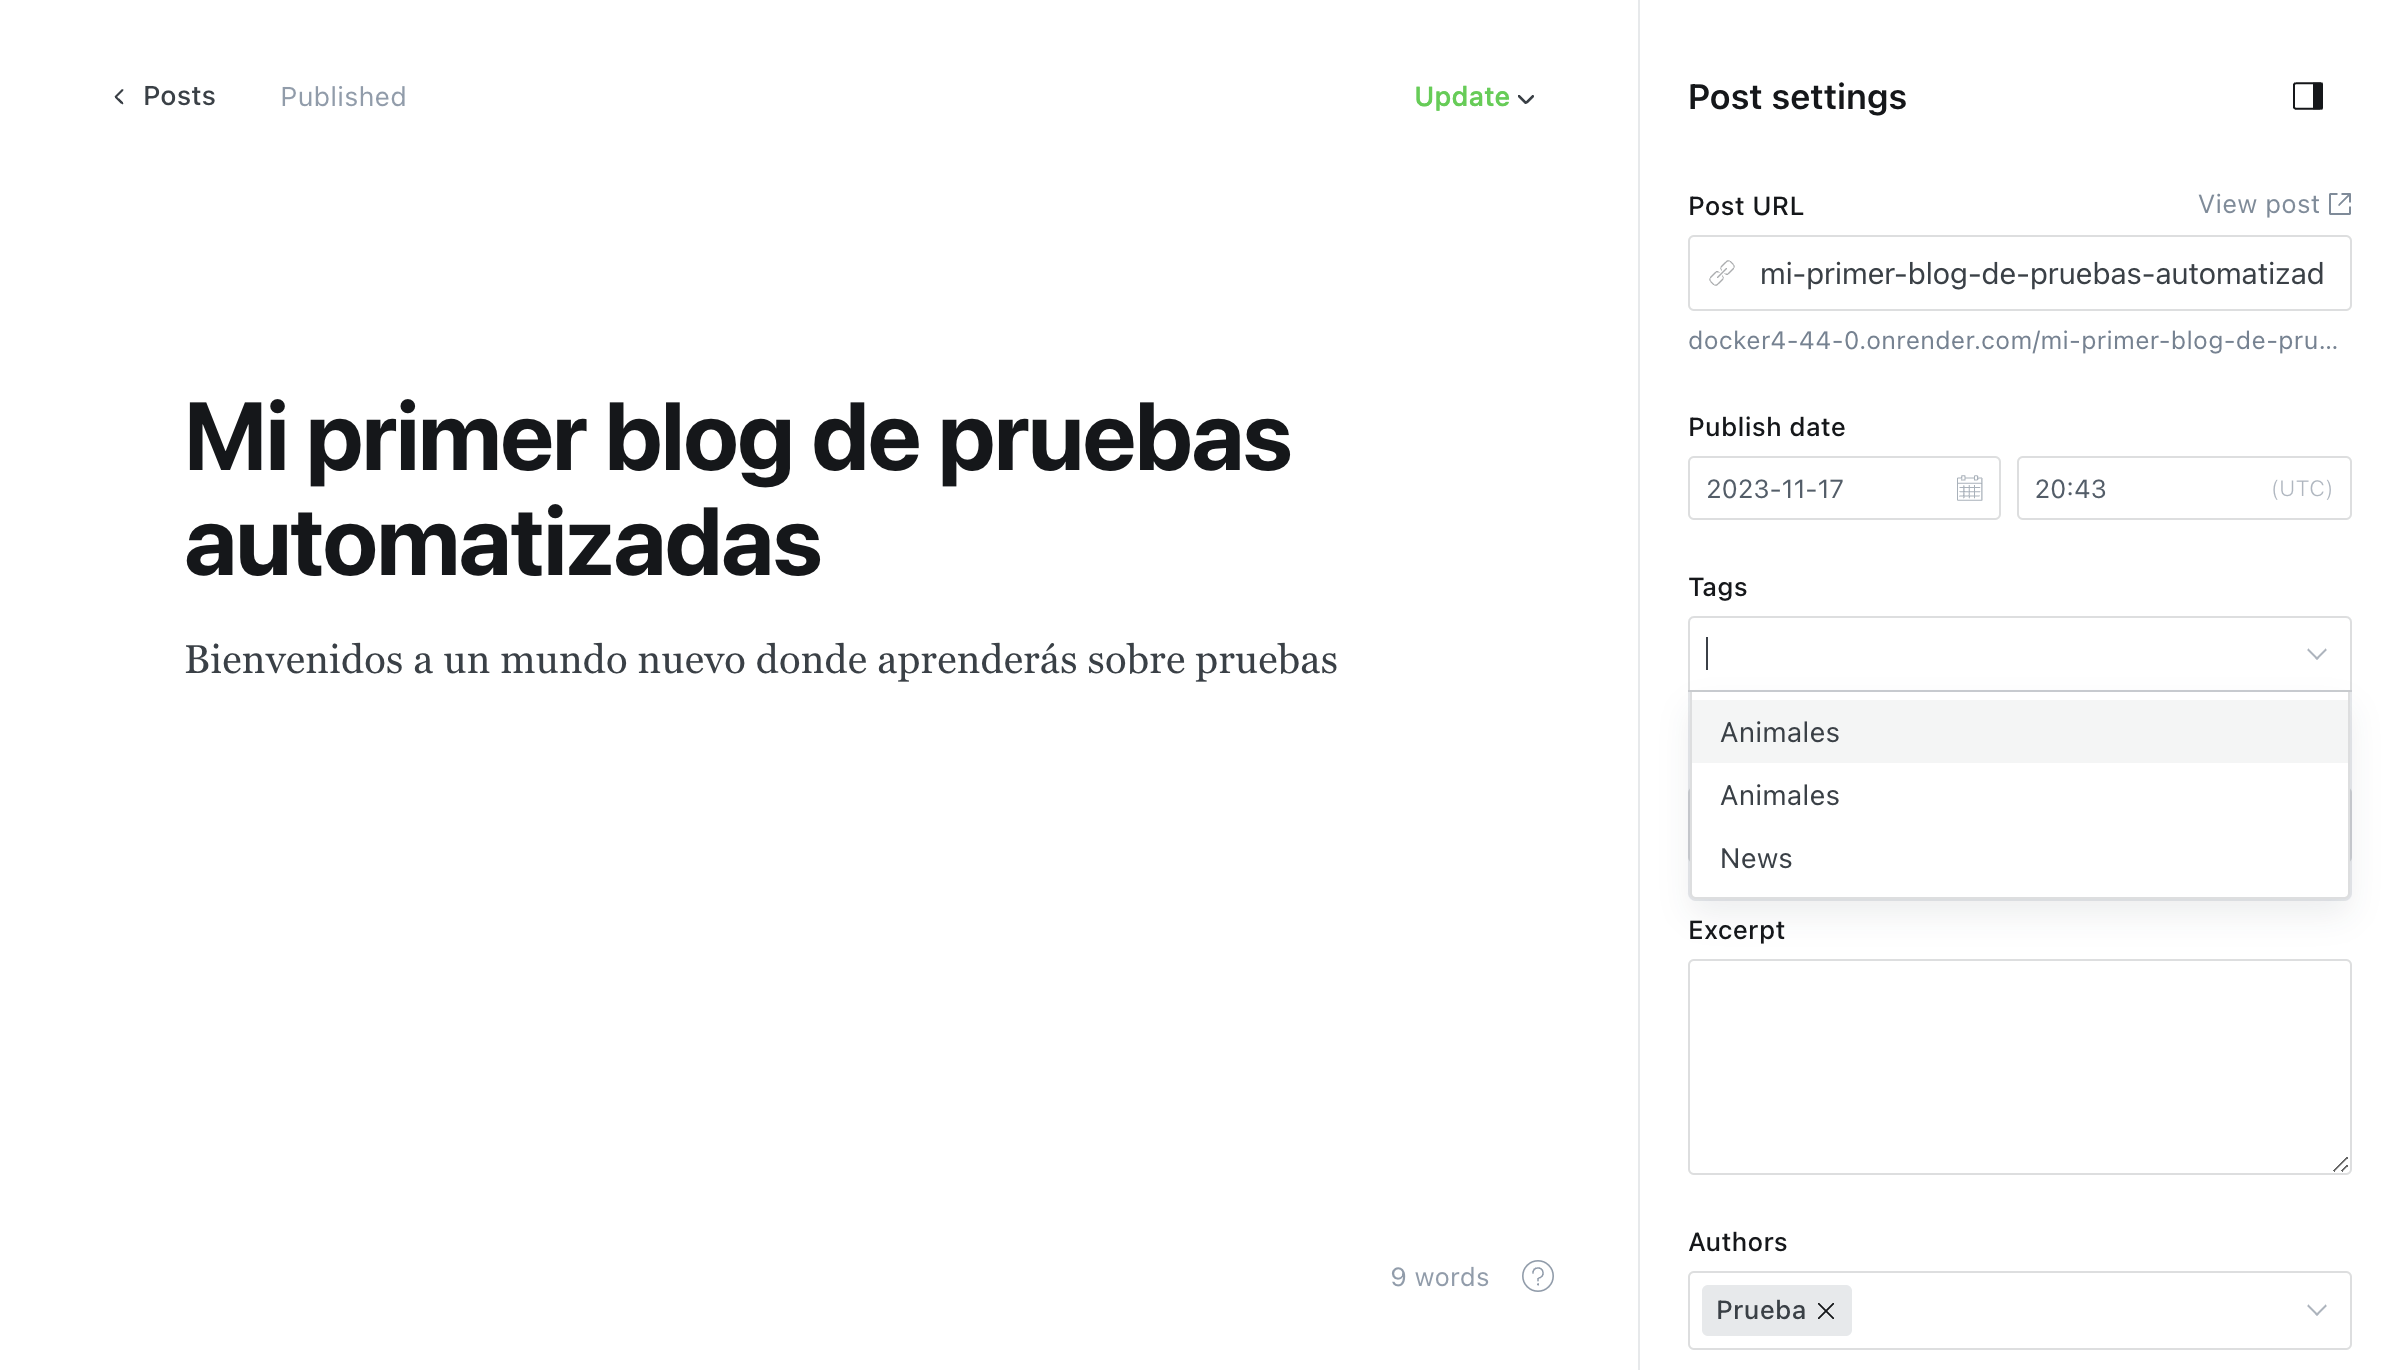 Posts
Published
Update
Mi primer blog de pruebas
automatizadas
Bienvenidos a un mundo nuevo donde aprenderás sobre pruebas
9 words
?
Post settings
Post URL
View post
mi-primer-blog-de-pruebas-automatizad
docker4-44-0.onrender.com/mi-primer-blog-de-pru...
Publish date
2023-11-17
20:43
(UTC)
Tags
Animales
Animales
News
Excerpt
Authors
Prueba